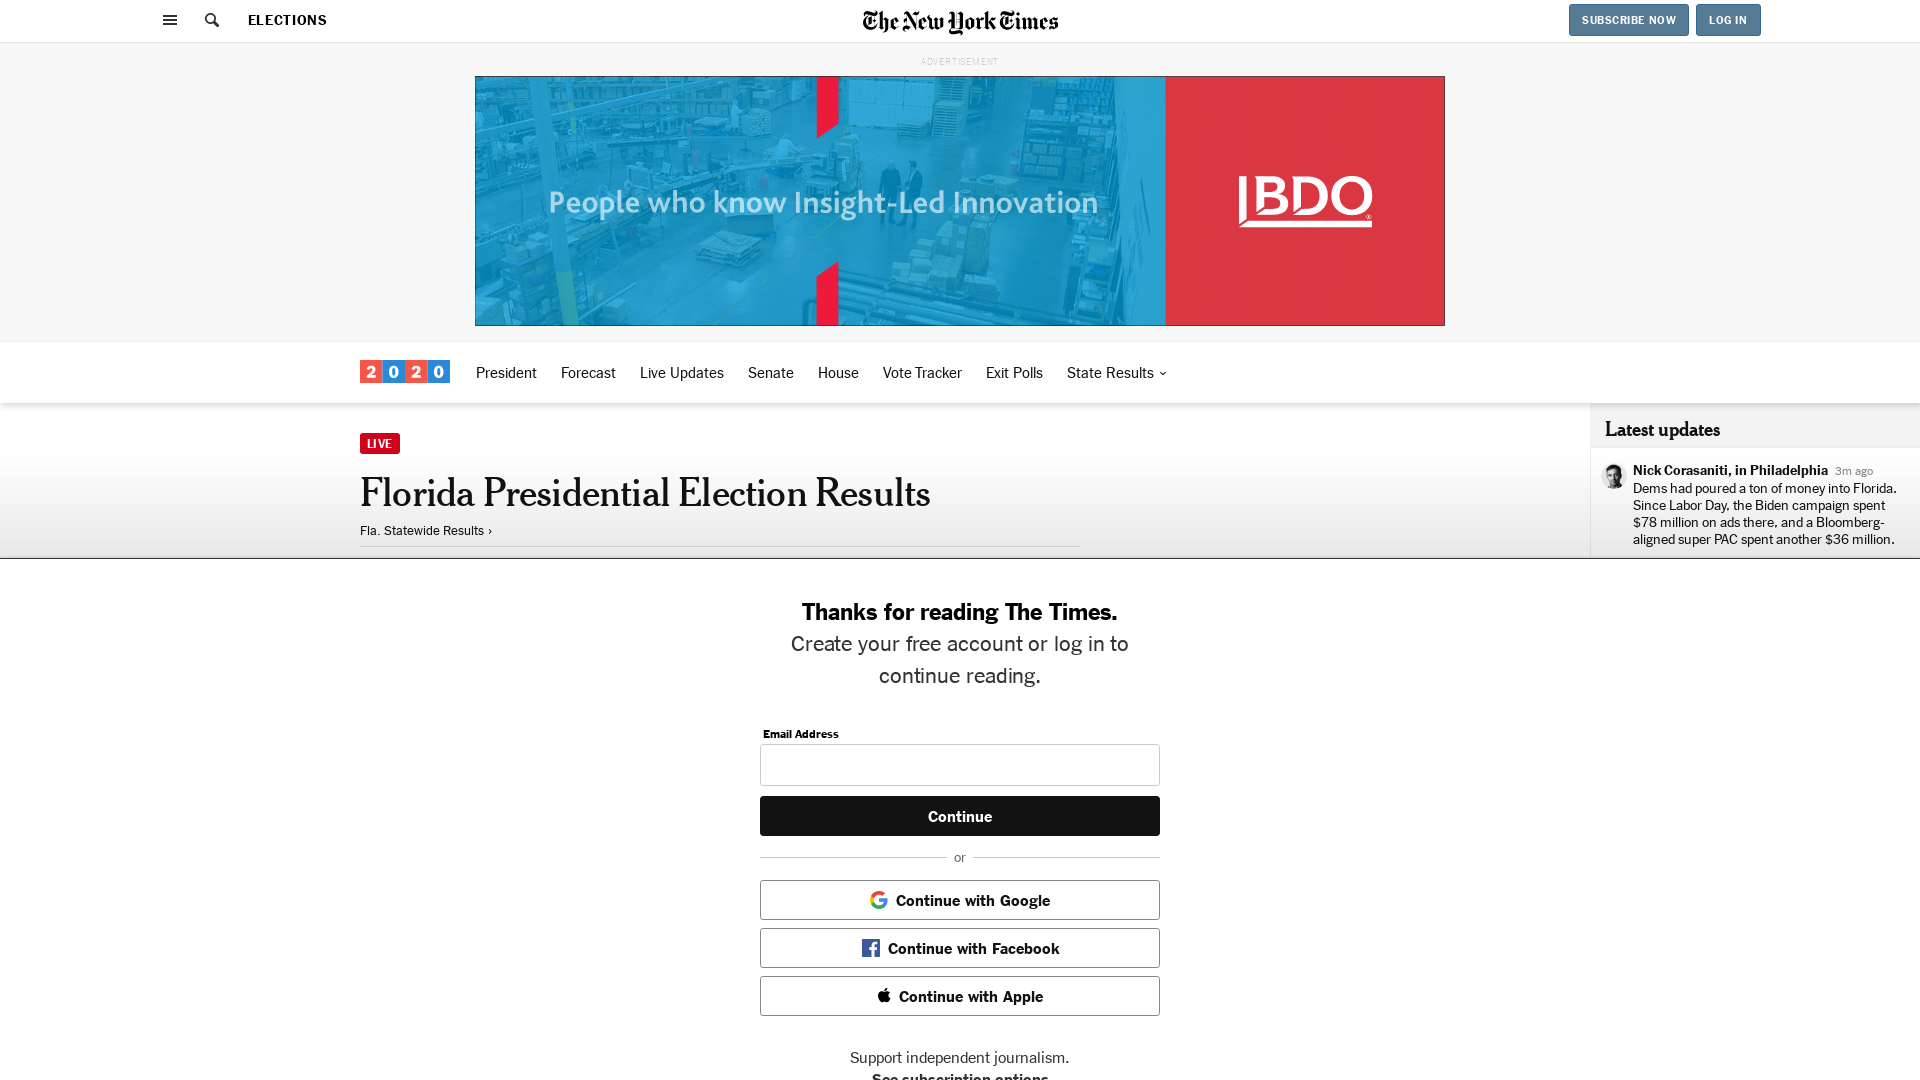 ELECTIONS
The New York Times
SUBSCRIBE NOW
LOG IN
ADVERTISEMENT
People who know Insight-Led Innovation
BDO
2020
President
Forecast
Live Updates
Senate
House
Vote Tracker
Exit Polls
State Results
LIVE
Florida Presidential Election Results
Fla. Statewide Results ›
Latest updates
Nick Corasaniti, in Philadelphia 3m ago
Dems had poured a ton of money into Florida.
Since Labor Day, the Biden campaign spent
$78 million on ads there, and a Bloomberg-
aligned super PAC spent another $36 million.
Thanks for reading The Times.
Create your free account or log in to
continue reading.
Email Address
Continue
or
Continue with Google
Continue with Facebook
Continue with Apple
Support independent journalism.
See subscription options.